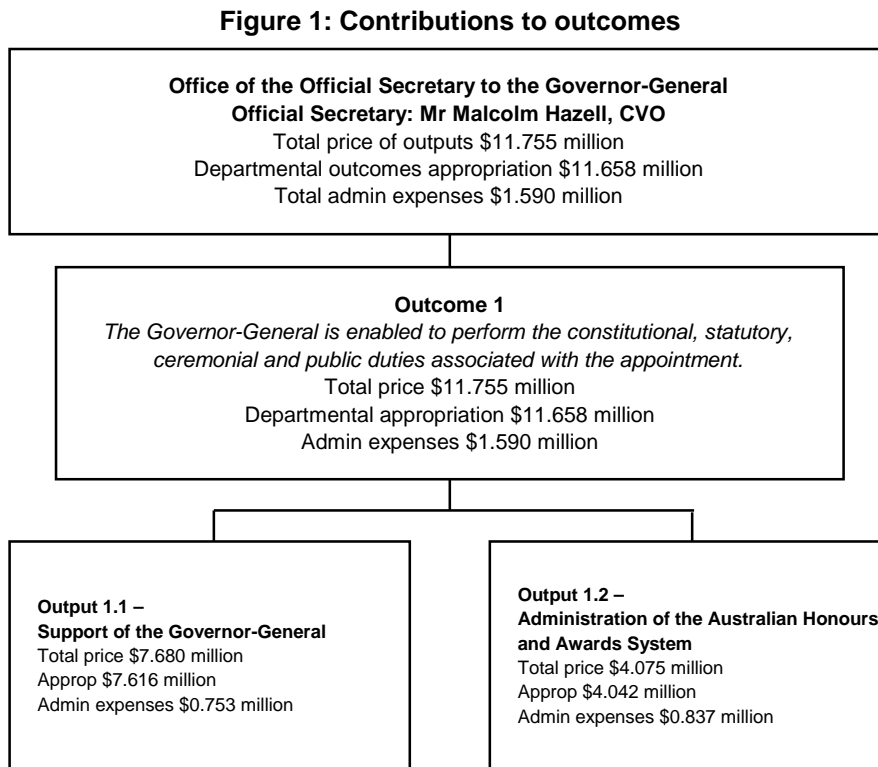 Figure 1: Contributions to outcomes
Office of the Official Secretary to the Governor-General
Official Secretary: Mr Malcolm Hazell, CVO
Total price of outputs $11.755 million
Departmental outcomes appropriation $11.658 million
Total admin expenses $1.590 million
Outcome 1
The Governor-General is enabled to perform the constitutional, statutory,
ceremonial and public duties associated with the appointment.
Total price $11.755 million
Departmental appropriation $11.658 million
Admin expenses $1.590 million
Output 1.1 –
Support of the Governor-General
Total price $7.680 million
Approp $7.616 million
Admin expenses $0.753 million
Output 1.2 –
Administration of the Australian Honours
and Awards System
Total price $4.075 million
Approp $4.042 million
Admin expenses $0.837 million